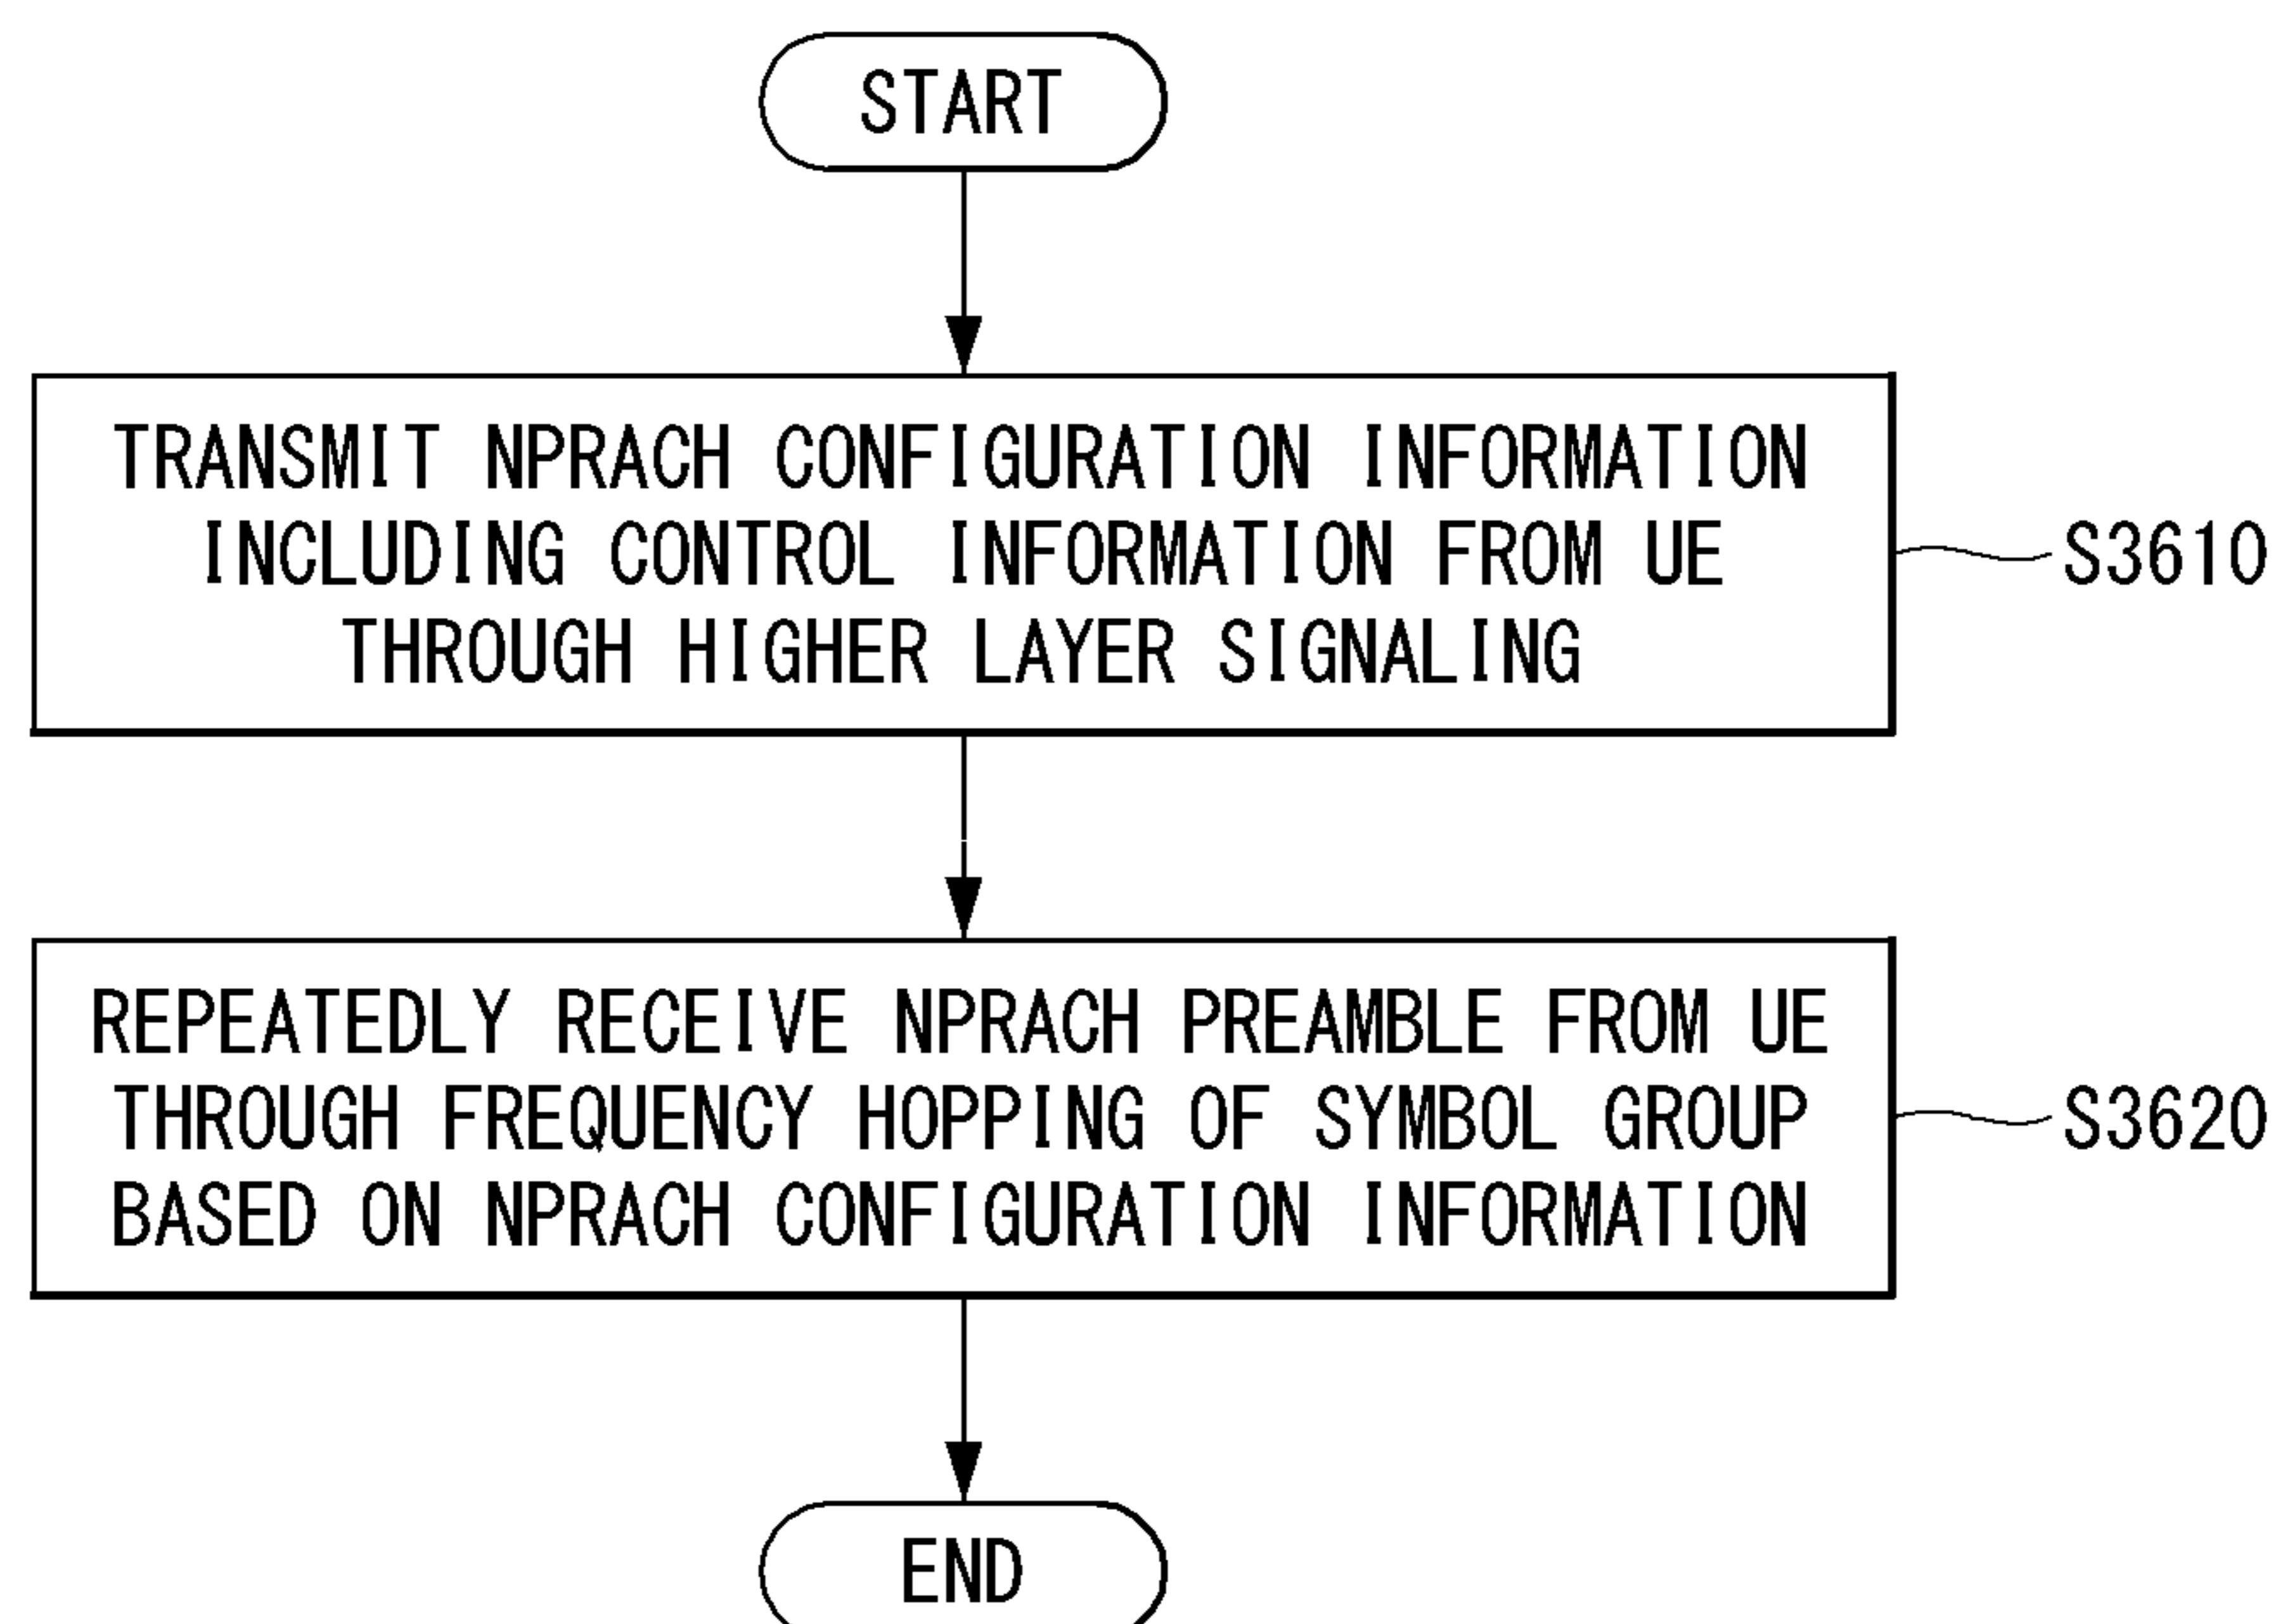 START
TRANSMIT NPRACH CONFIGURATION INFORMATION
INCLUDING CONTROL INFORMATION FROM UE
THROUGH HIGHER LAYER SIGNALING
S3610
REPEATEDLY RECEIVE NPRACH PREAMBLE FROM UE
THROUGH FREQUENCY HOPPING OF SYMBOL GROUP
BASED ON NPRACH CONFIGURATION INFORMATION
S3620
END